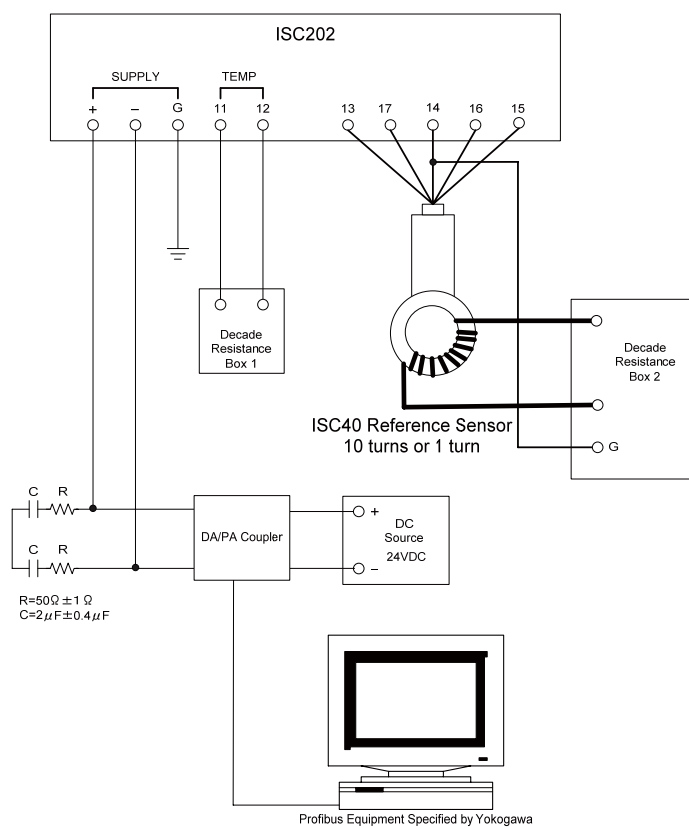 ISC202
SUPPLY
TEMP
+
−
G
11
12
13
17
14
16
15
Decade
Resistance
Box 1
Decade
Resistance
Box 2
ISC40 Reference Sensor
10 turns or 1 turn
G
C
R
C
R
R=50Ω±1Ω
C=2μF±0.4μF
DA/PA Coupler
+
DC
Source
24VDC
−
Profibus Equipment Specified by Yokogawa